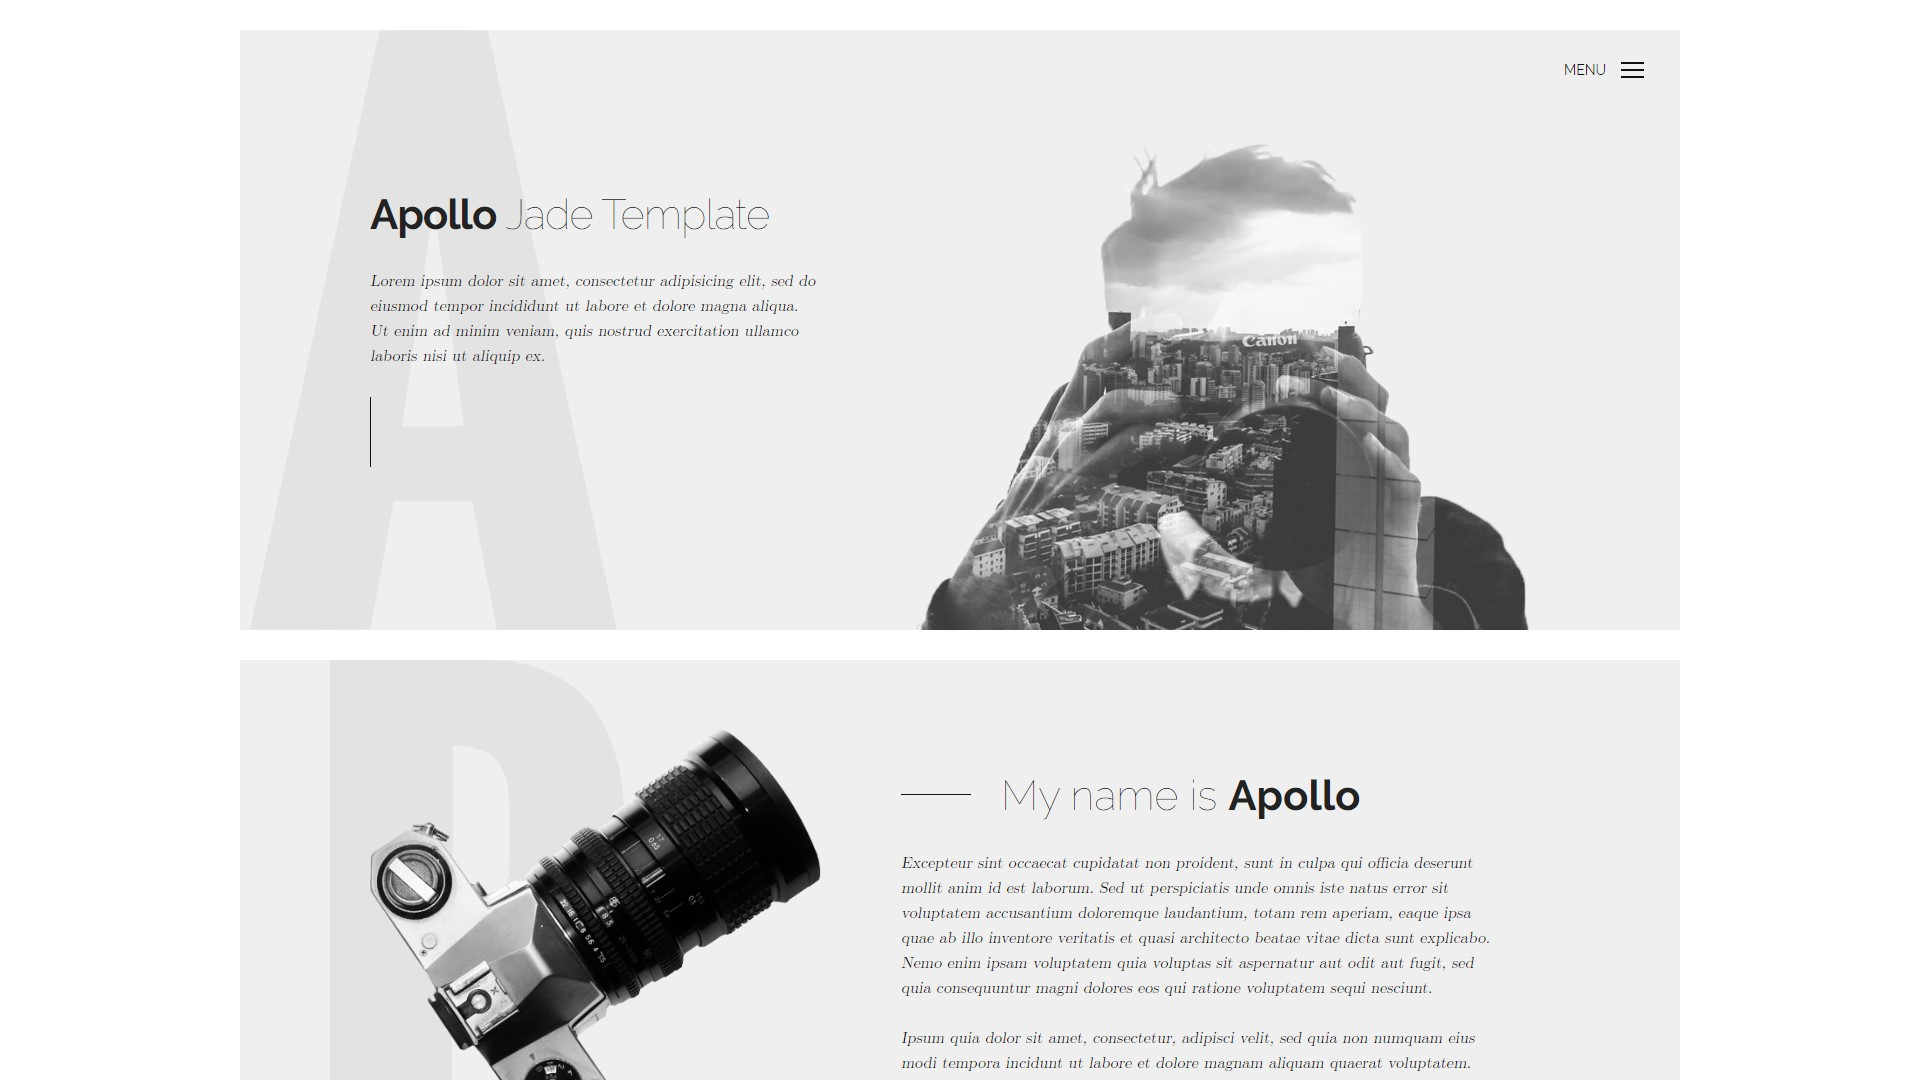 MENU
Apollo Jade Template
Lorem ipsum dolor sit amet, consectetur adipisicing elit, sed do
eiusmod tempor incididunt ut labore et dolore magna aliqua.
Ut enim ad minim veniam, quis nostrud exercitation ullamco
laboris nisi ut aliquip ex.
Canon
My name is Apollo
Excepteur sint occaecat cupidatat non proident, sunt in culpa qui officia deserunt
mollit anim id est laborum. Sed ut perspiciatis unde omnis iste natus error sit
voluptatem accusantium doloremque laudantium, totam rem aperiam, eaque ipsa
quae ab illo inventore veritatis et quasi architecto beatae vitae dicta sunt explicabo.
Nemo enim ipsam voluptatem quia voluptas sit aspernatur aut odit aut fugit, sed
quia consequuntur magni dolores eos qui ratione voluptatem sequi nesciunt.
Ipsum quia dolor sit amet, consectetur, adipisci velit, sed quia non numquam eius
modi tempora incidunt ut labore et dolore magnam aliquam quaerat voluptatem.